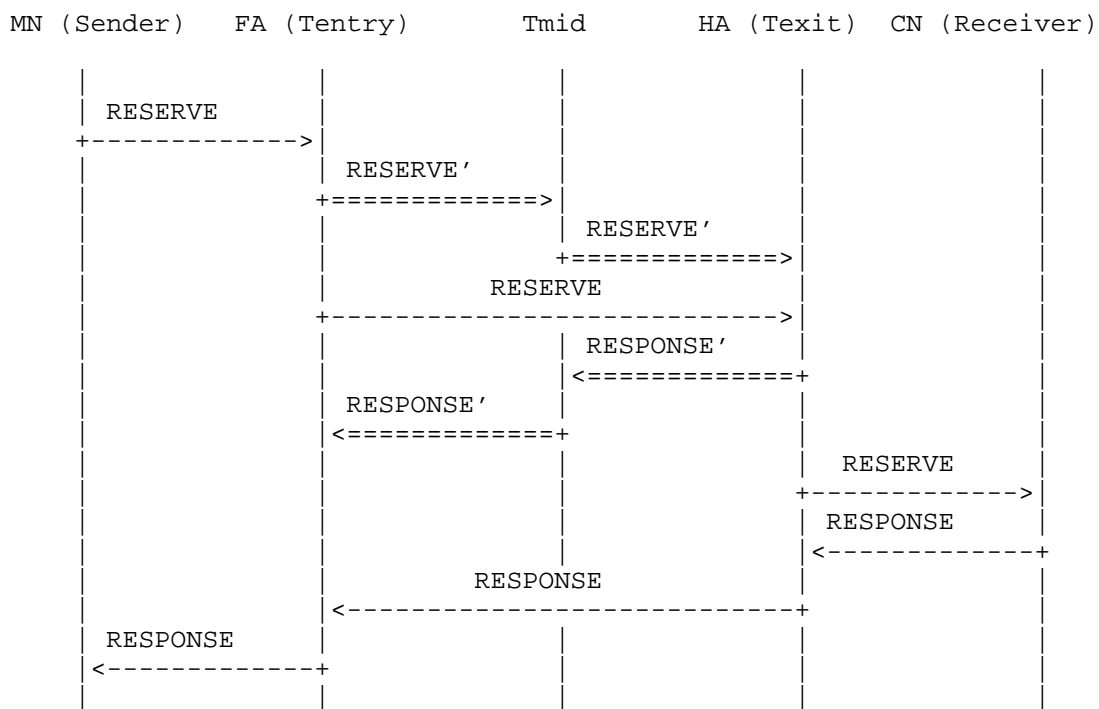 MN (Sender) FA (Tentry) Tmid HA (Texit) CN (Receiver)
RESERVE
RESERVE'
RESERVE'
RESERVE
RESPONSE'
RESPONSE'
RESERVE
RESPONSE
RESPONSE
RESPONSE